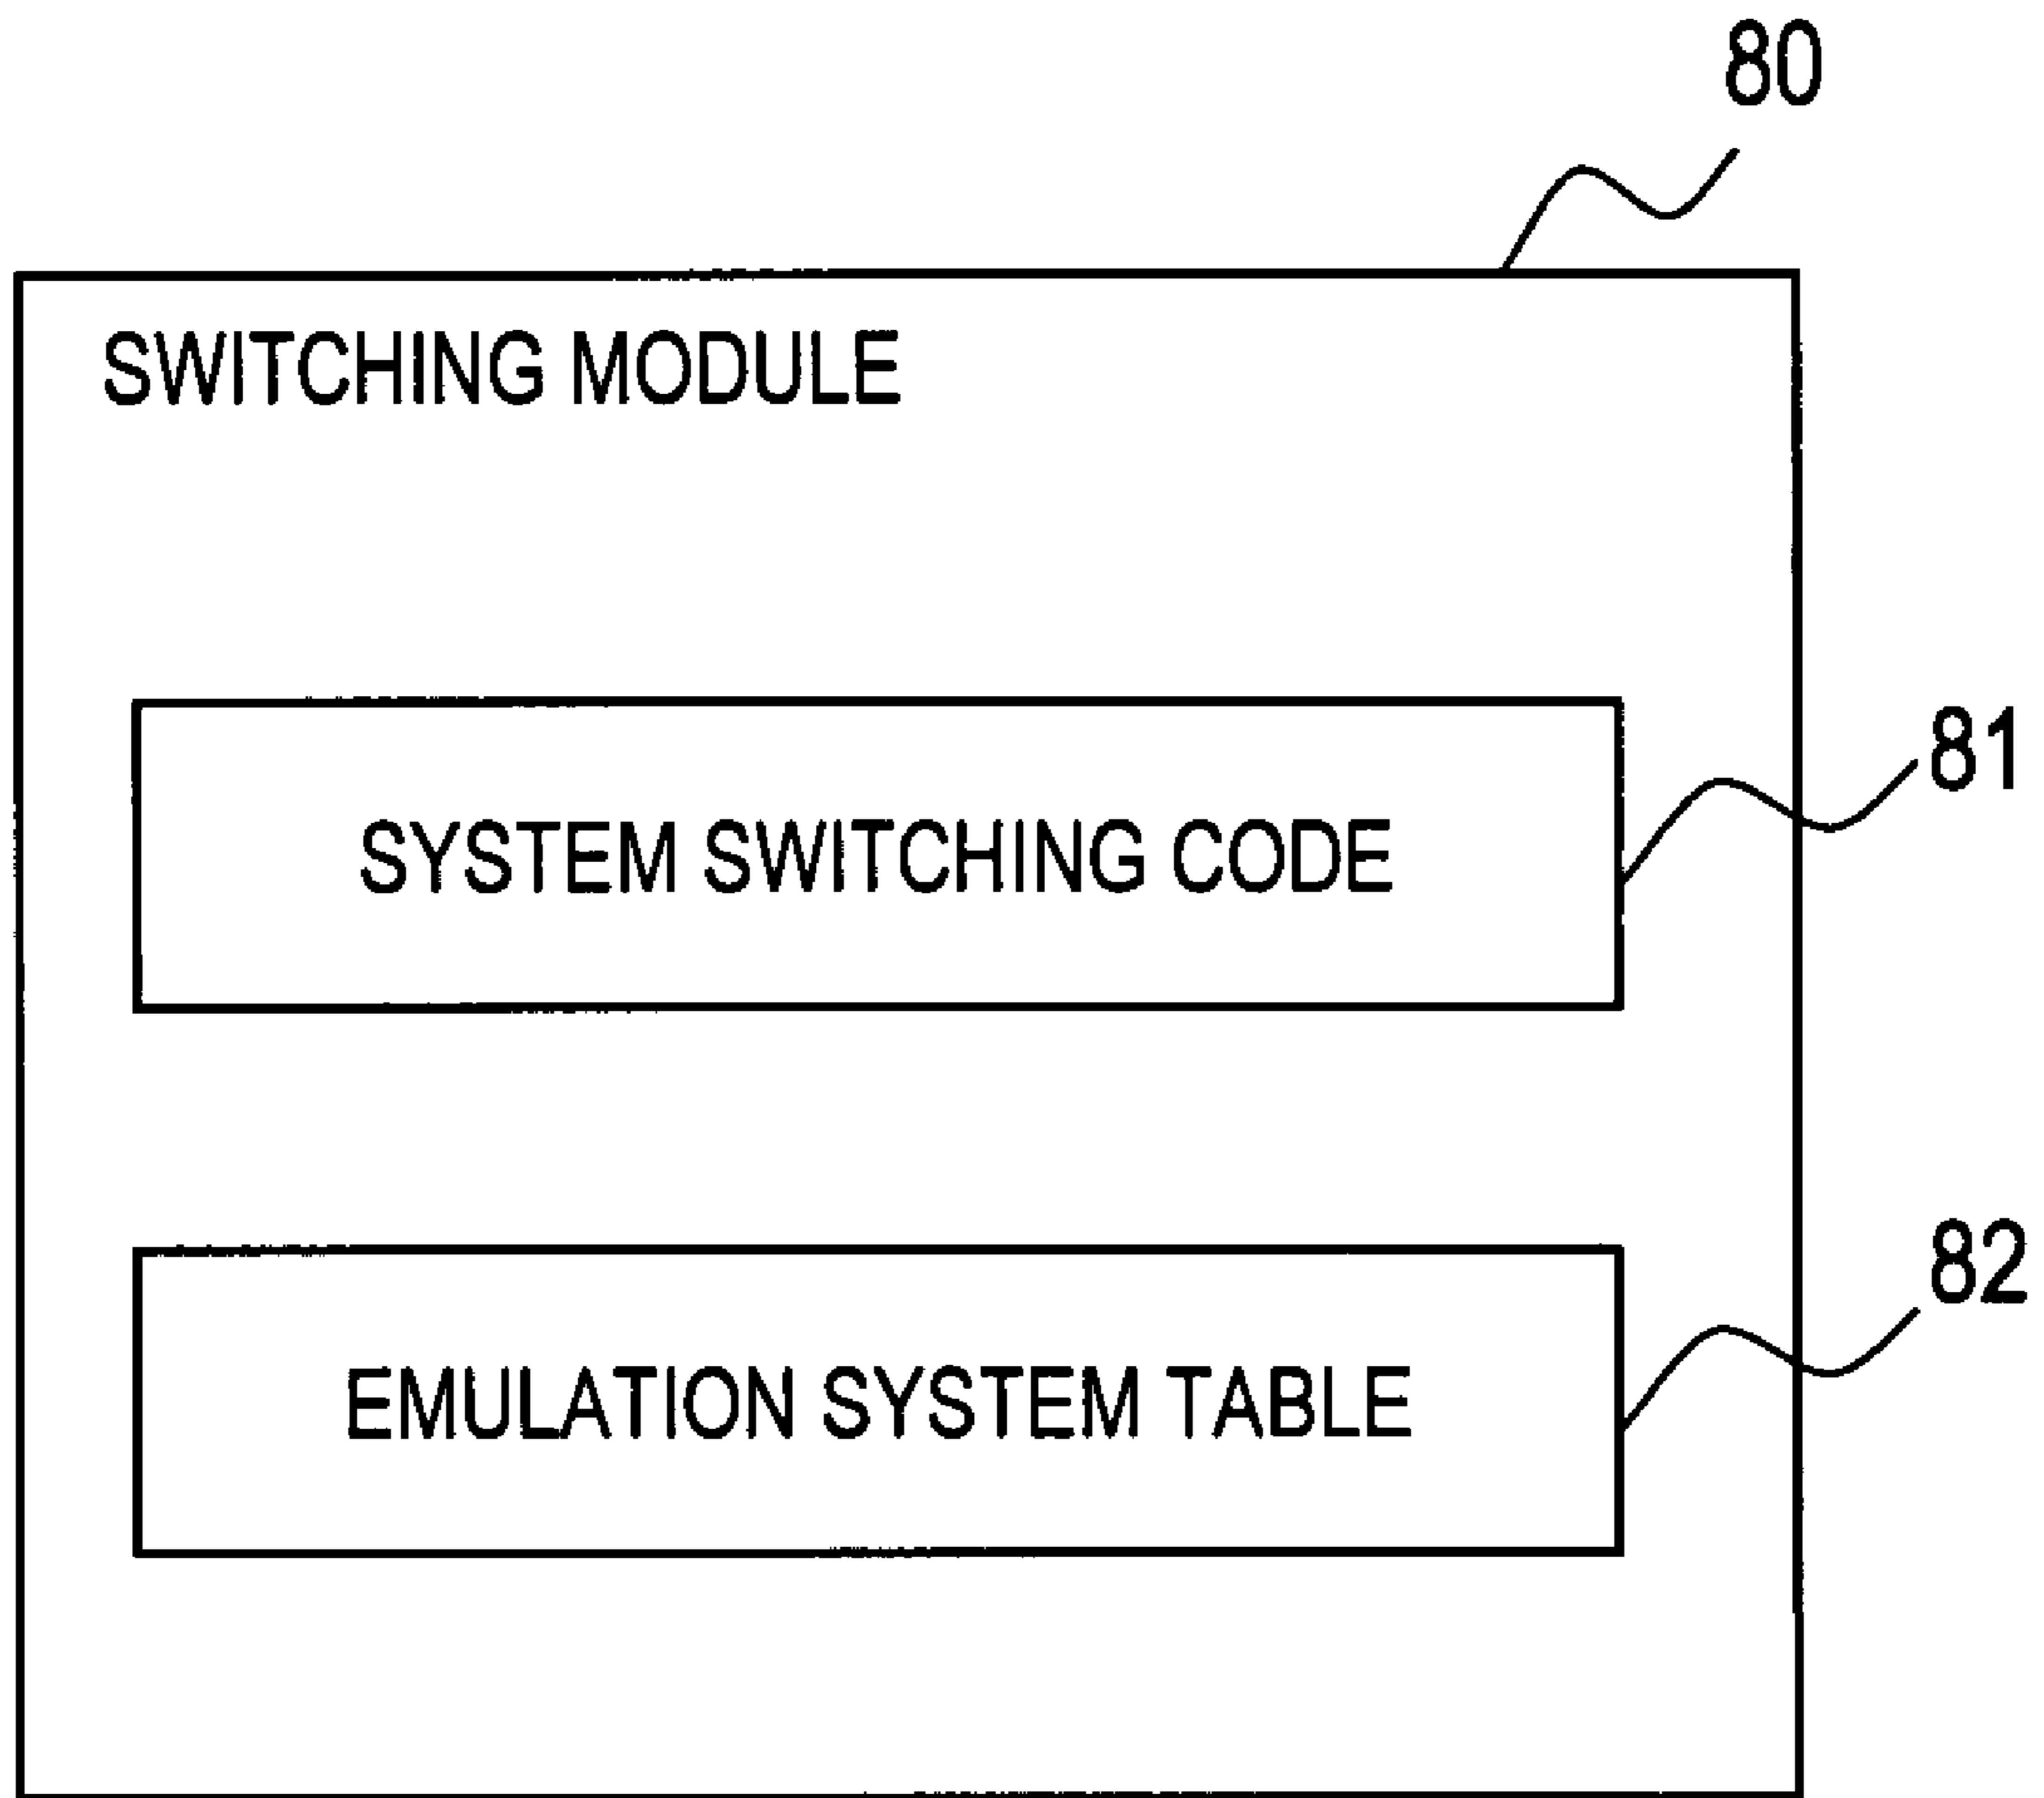 80
SWITCHING MODULE
81
SYSTEM SWITCHING CODE
82
EMULATION SYSTEM TABLE